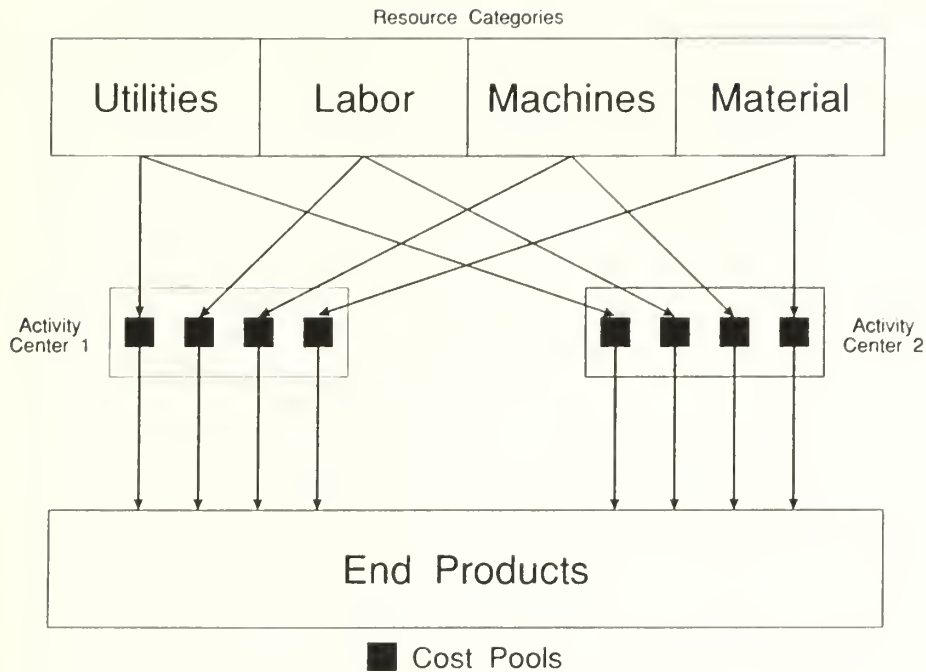 Resource Categories
Utilities
Labor
Machines
Material
Activity
Center 1
Activity
Center 2
End Products
Cost Pools